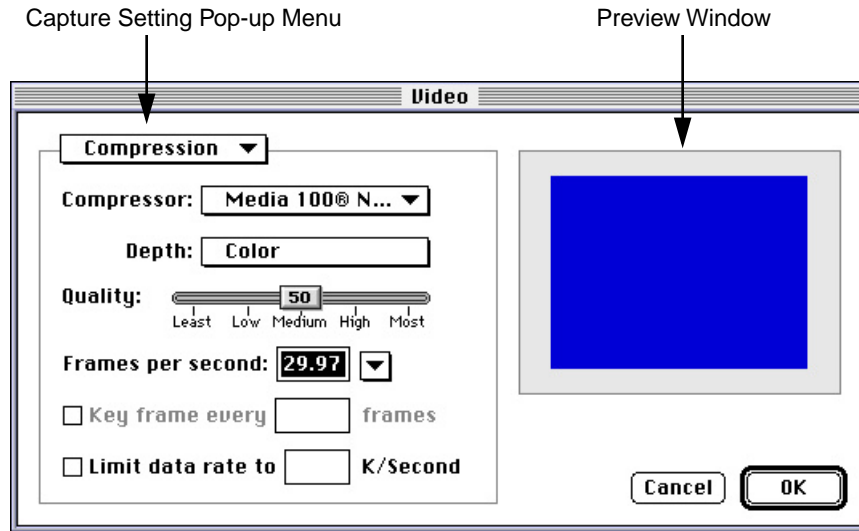 Capture Setting Pop-up Menu
Preview Window
Video
Compression
Compressor: Media 100® N...
Depth: Color
Quality: 50
Least Low Medium High Most
Frames per second: 29.97
Key frame every frames
Limit data rate to K/Second
Cancel OK